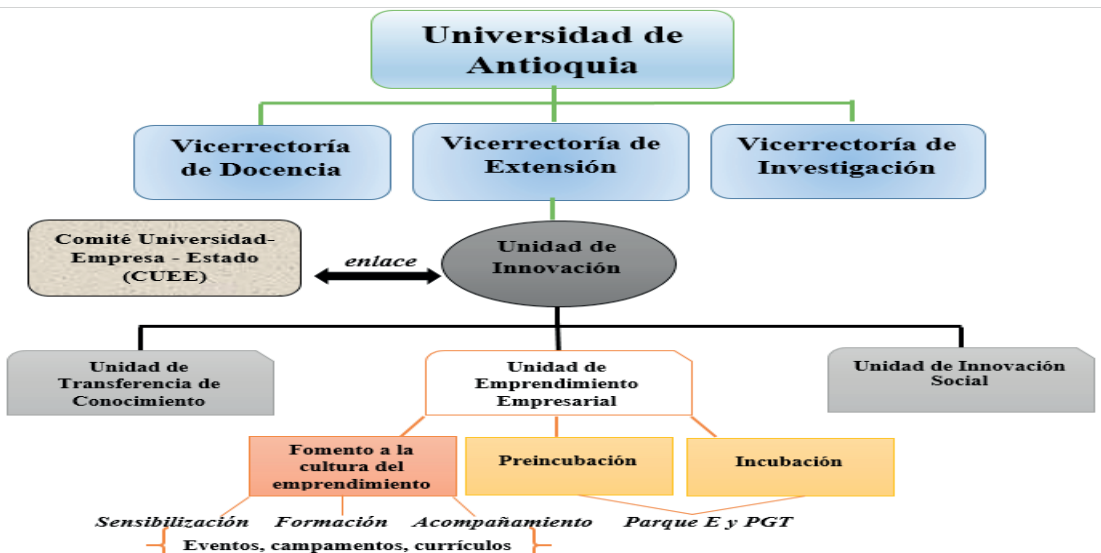 Universidad de
Antioquia
Vicerrectoría
de Docencia
Vicerrectoría de
Extensión
Vicerrectoría de
Investigación
Comité Universidad-
Empresa - Estado
(CUEE)
enlace
Unidad de
Innovación
Unidad de
Transferencia de
Conocimiento
Unidad de
Emprendimiento
Empresarial
Unidad de Innovación
Social
Fomento a la
cultura del
emprendimiento
Preincubación
Incubación
Sensibilización Formación Acompañamiento Parque E y PGT
Eventos, campamentos, currículos